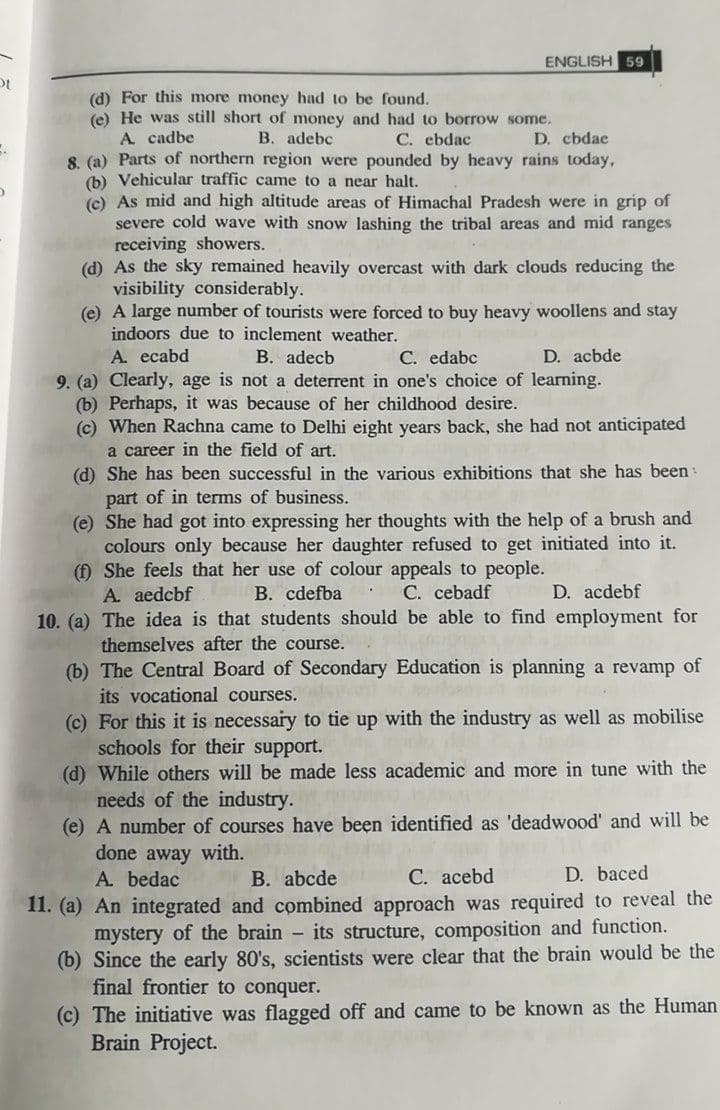 ENGLISH 59
(d) For this more money had to be found.
(e) He was still short of money and had to borrow some.
A. cadbe B. adebc C. ebdac D. cbdae
8. (a) Parts of northern region were pounded by heavy rains today,
(b) Vehicular traffic came to a near halt.
(c) As mid and high altitude areas of Himachal Pradesh were in grip of
severe cold wave with snow lashing the tribal areas and mid ranges
receiving showers.
(d) As the sky remained heavily overcast with dark clouds reducing the
visibility considerably.
(e) A large number of tourists were forced to buy heavy woollens and stay
indoors due to inclement weather.
A. ecabd B. adecb C. edabc D. acbde
9. (a) Clearly, age is not a deterrent in one's choice of learning.
(b) Perhaps, it was because of her childhood desire.
(c) When Rachna came to Delhi eight years back, she had not anticipated
a career in the field of art.
(d) She has been successful in the various exhibitions that she has been
part of in terms of business.
(e) She had got into expressing her thoughts with the help of a brush and
colours only because her daughter refused to get initiated into it.
(f) She feels that her use of colour appeals to people.
A. aedcbf B. cdefba C. cebadf D. acdebf
10. (a) The idea is that students should be able to find employment for
themselves after the course.
(b) The Central Board of Secondary Education is planning a revamp of
its vocational courses.
(c) For this it is necessary to tie up with the industry as well as mobilise
schools for their support.
(d) While others will be made less academic and more in tune with the
needs of the industry.
(e) A number of courses have been identified as 'deadwood' and will be
done away with.
A. bedac B. abcde C. acebd D. baced
11. (a) An integrated and combined approach was required to reveal the
mystery of the brain – its structure, composition and function.
(b) Since the early 80's, scientists were clear that the brain would be the
final frontier to conquer.
(c) The initiative was flagged off and came to be known as the Human
Brain Project.